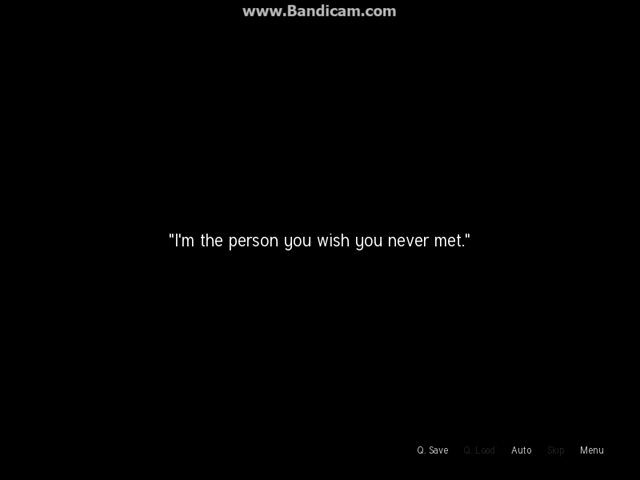 www.Bandicam.com
"I'm the person you wish you never met."
Q. Save Q. Load Auto Skip Menu